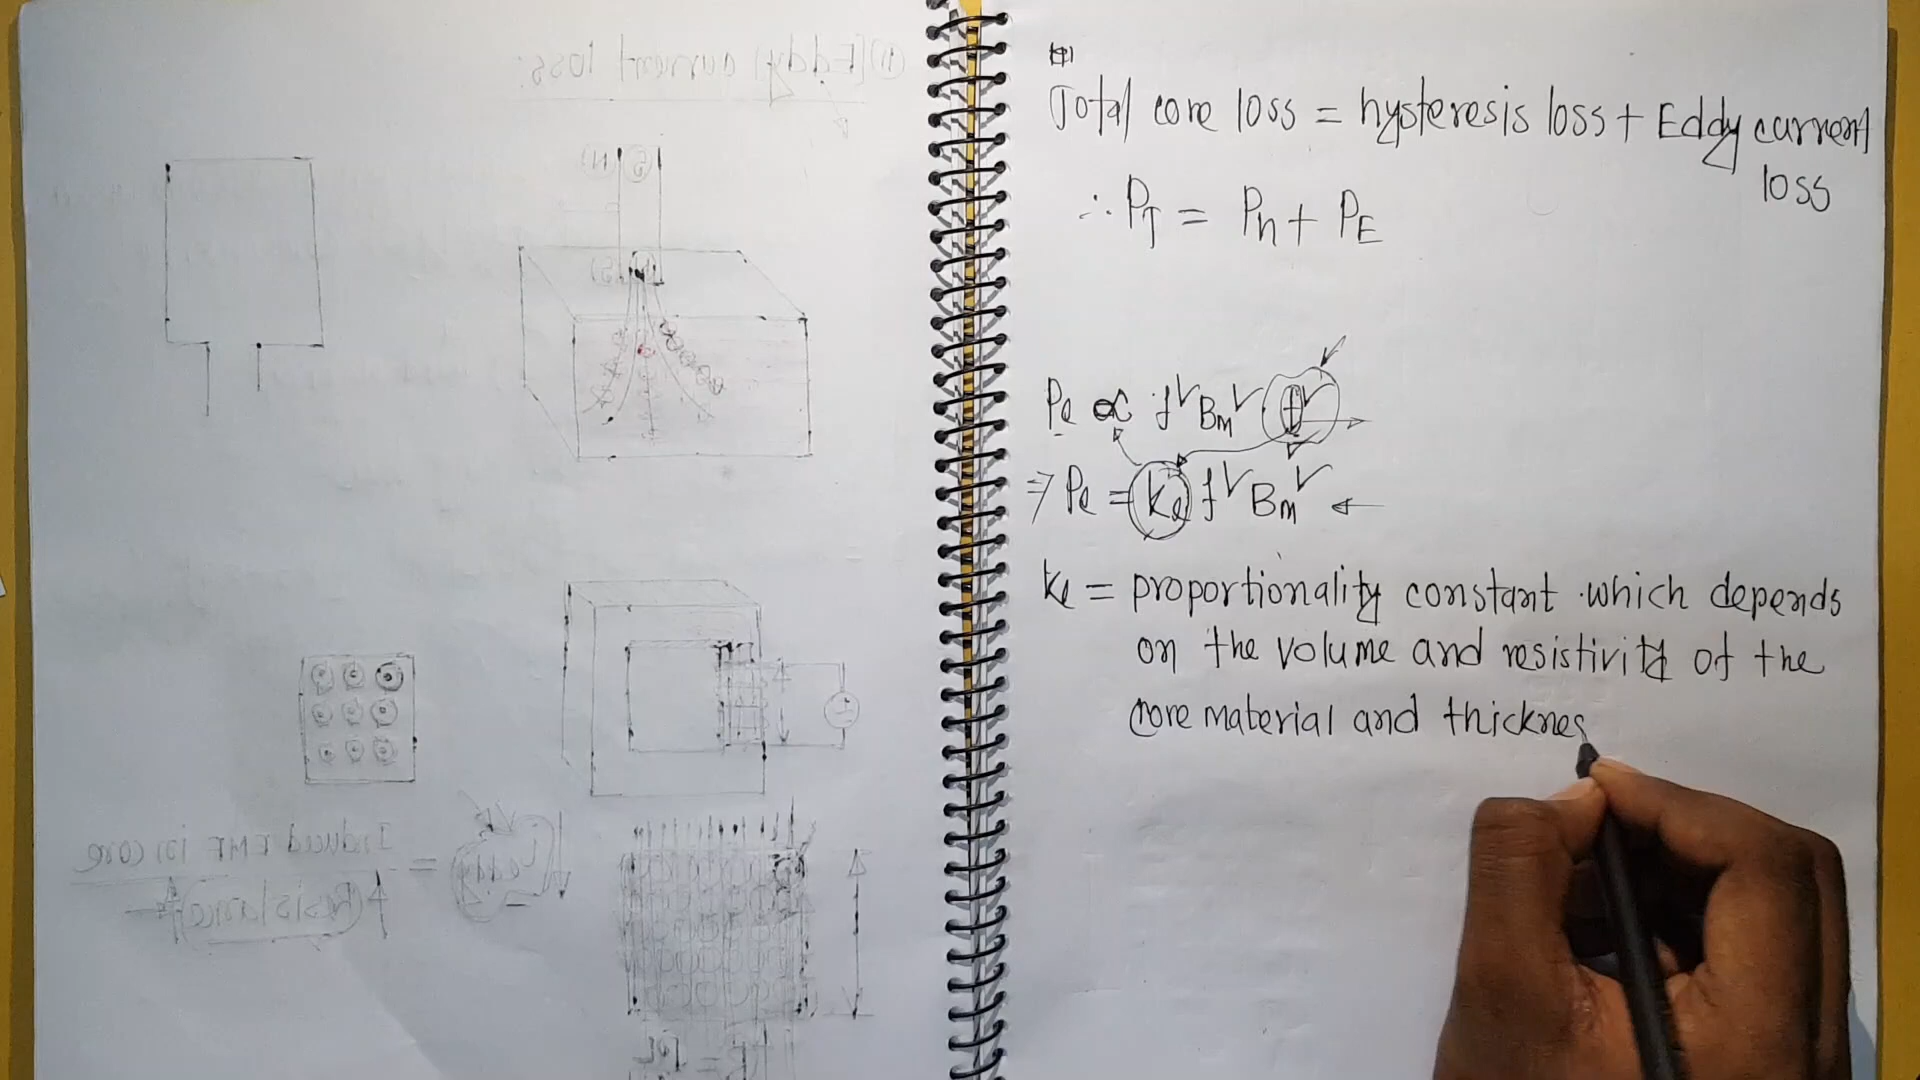 Total core loss = hysteresis loss + Eddy current
loss
∴ PT = Ph + PE
Pe ∝ f² Bm² t²
⇒ Pe = ke f² Bm² ←
ke = proportionality constant which depends
on the volume and resistivity of the
core material and thicknes